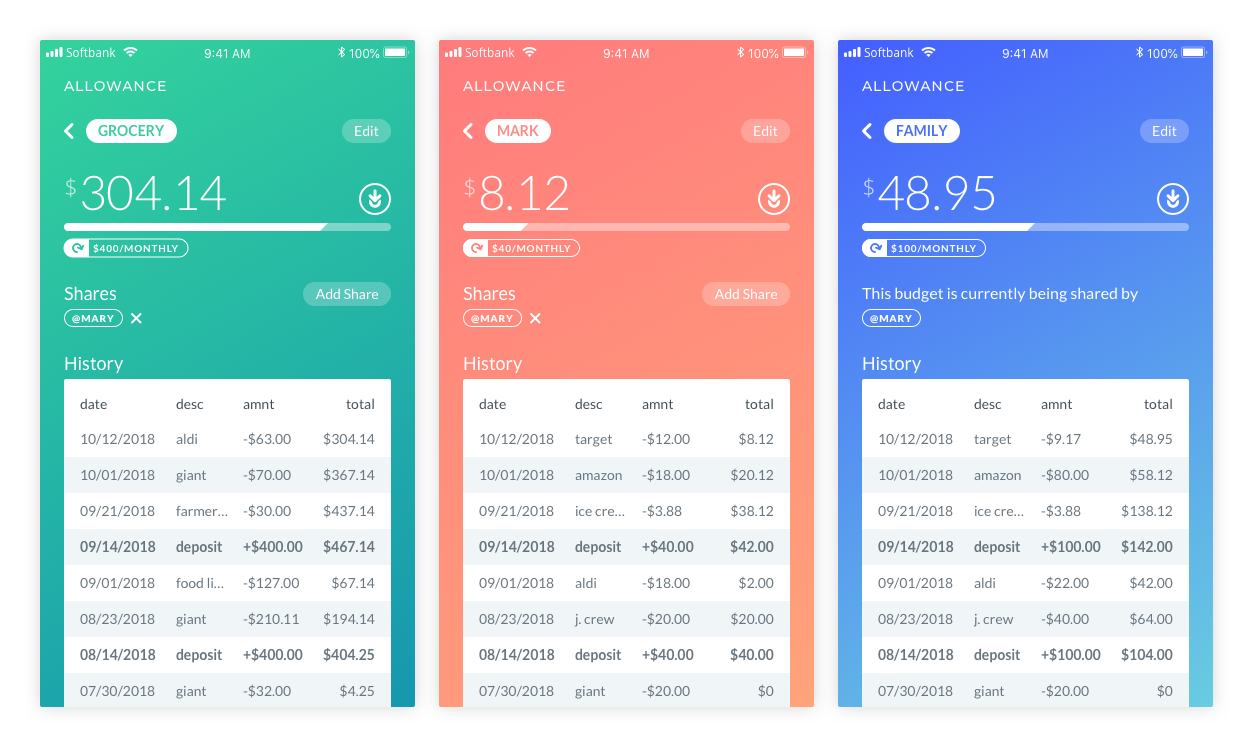 Softbank 9:41 AM 100%
ALLOWANCE
GROCERY Edit
$304.14
$400/MONTHLY
Shares Add Share
@MARY
History
date desc amnt total
10/12/2018 aldi -$63.00 $304.14
10/01/2018 giant -$70.00 $367.14
09/21/2018 farmer... -$30.00 $437.14
09/14/2018 deposit +$400.00 $467.14
09/01/2018 food li... -$127.00 $67.14
08/23/2018 giant -$210.11 $194.14
08/14/2018 deposit +$400.00 $404.25
07/30/2018 giant -$32.00 $4.25
Softbank 9:41 AM 100%
ALLOWANCE
MARK Edit
$8.12
$40/MONTHLY
Shares Add Share
@MARY
History
date desc amnt total
10/12/2018 target -$12.00 $8.12
10/01/2018 amazon -$18.00 $20.12
09/21/2018 ice cre... -$3.88 $38.12
09/14/2018 deposit +$40.00 $42.00
09/01/2018 aldi -$18.00 $2.00
08/23/2018 j. crew -$20.00 $20.00
08/14/2018 deposit +$40.00 $40.00
07/30/2018 giant -$20.00 $0
Softbank 9:41 AM 100%
ALLOWANCE
FAMILY Edit
$48.95
$100/MONTHLY
This budget is currently being shared by
@MARY
History
date desc amnt total
10/12/2018 target -$9.17 $48.95
10/01/2018 amazon -$80.00 $58.12
09/21/2018 ice cre... -$3.88 $138.12
09/14/2018 deposit +$100.00 $142.00
09/01/2018 aldi -$22.00 $42.00
08/23/2018 j. crew -$40.00 $64.00
08/14/2018 deposit +$100.00 $104.00
07/30/2018 giant -$20.00 $0